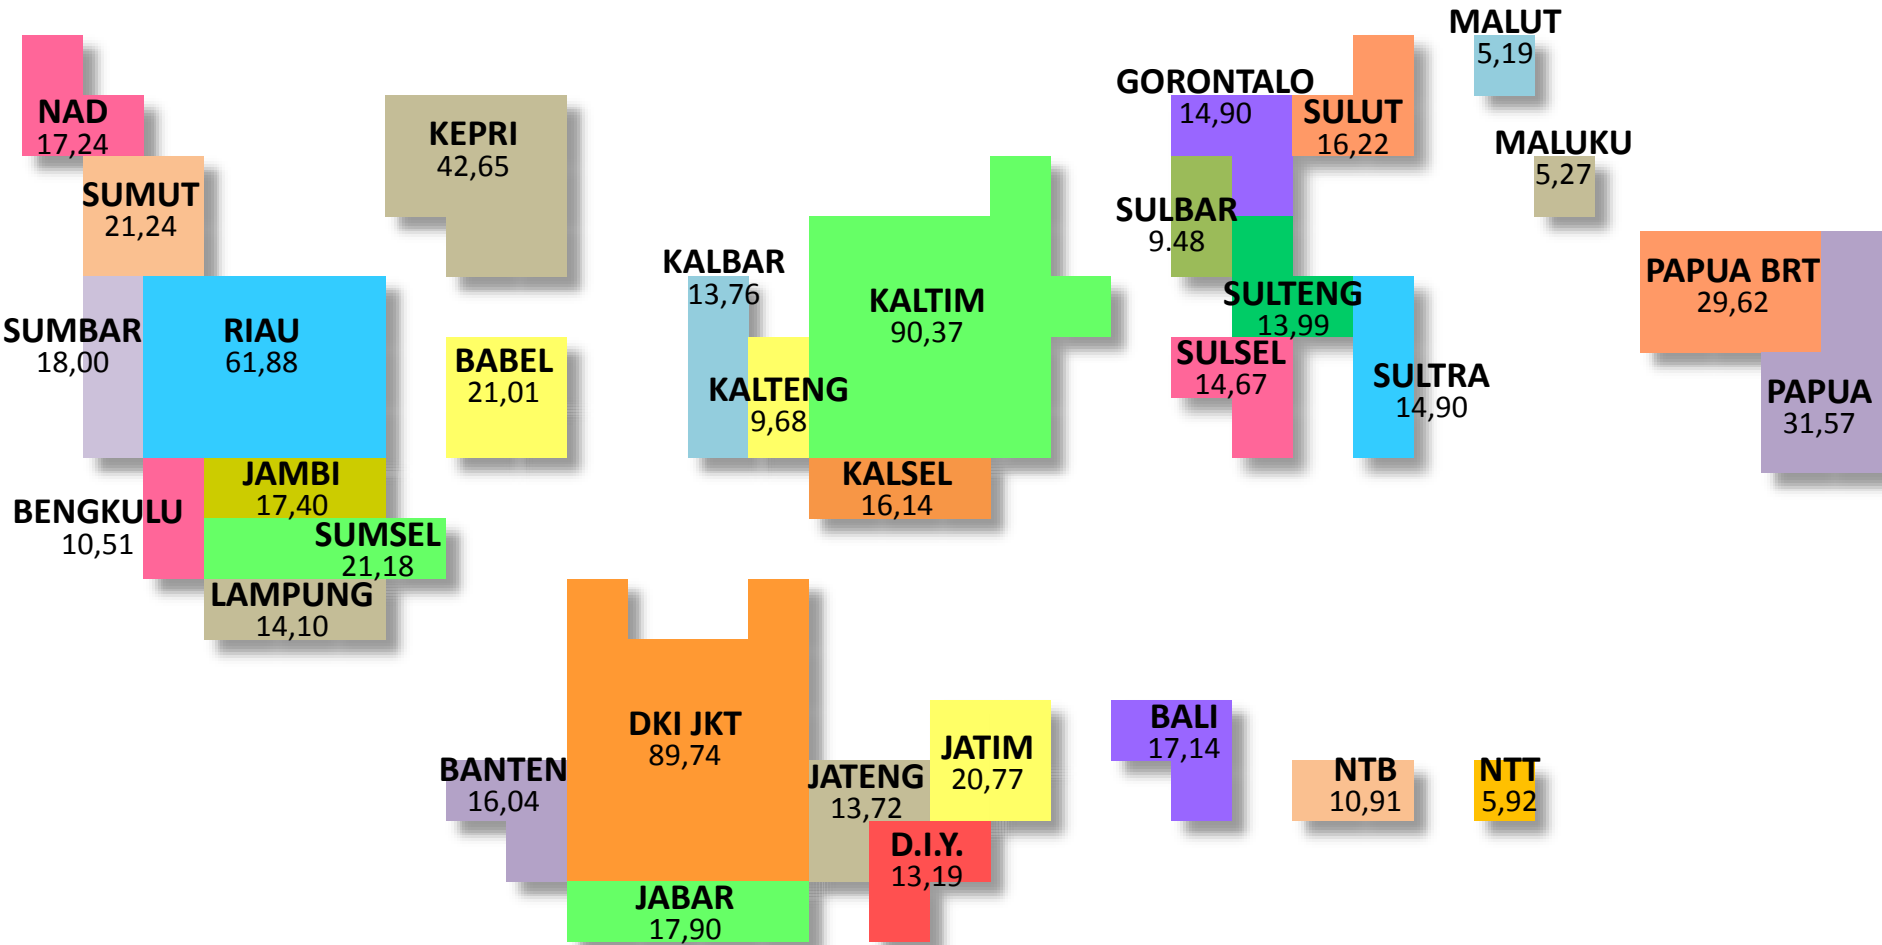 MALUT
5,19
GORONTALO
14,90
SULUT
16,22
NAD
17,24
KEPRI
42,65
MALUKU
5,27
SUMUT
21,24
SULBAR
9.48
KALBAR
13,76
KALTIM
90,37
SULTENG
13,99
PAPUA BRT
29,62
SUMBAR
18,00
RIAU
61,88
BABEL
21,01
KALTENG
9,68
SULSEL
14,67
SULTRA
14,90
PAPUA
31,57
JAMBI
17,40
KALSEL
16,14
BENGKULU
10,51
SUMSEL
21,18
LAMPUNG
14,10
DKI JKT
89,74
BALI
17,14
JATIM
20,77
BANTEN
16,04
JATENG
13,72
NTB
10,91
NTT
5,92
D.I.Y.
13,19
JABAR
17,90